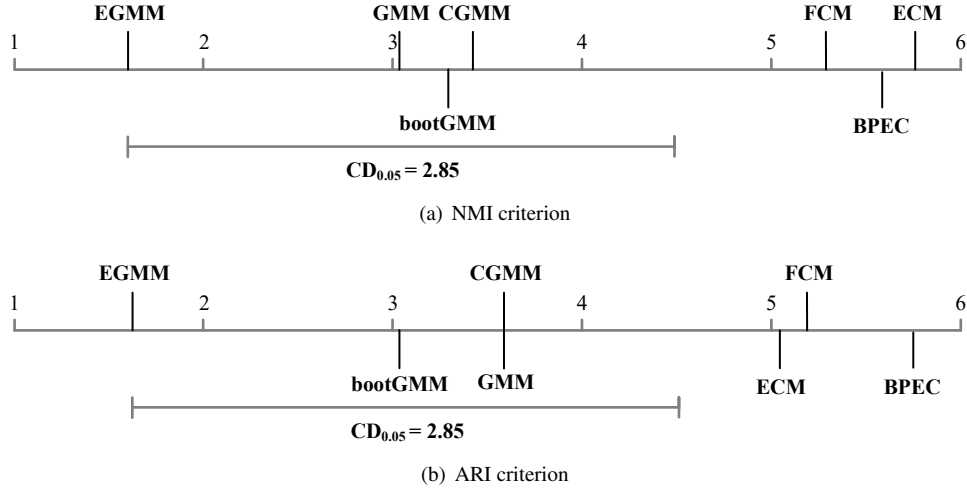 EGMM GMM CGMM FCM ECM
1 2 3 4 5 6
bootGMM BPEC
CD0.05 = 2.85
(a) NMI criterion
EGMM CGMM FCM
1 2 3 4 5 6
bootGMM GMM ECM BPEC
CD0.05 = 2.85
(b) ARI criterion